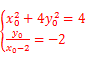 {x₀² + 4y₀² = 4
y₀/(x₀−2) = −2